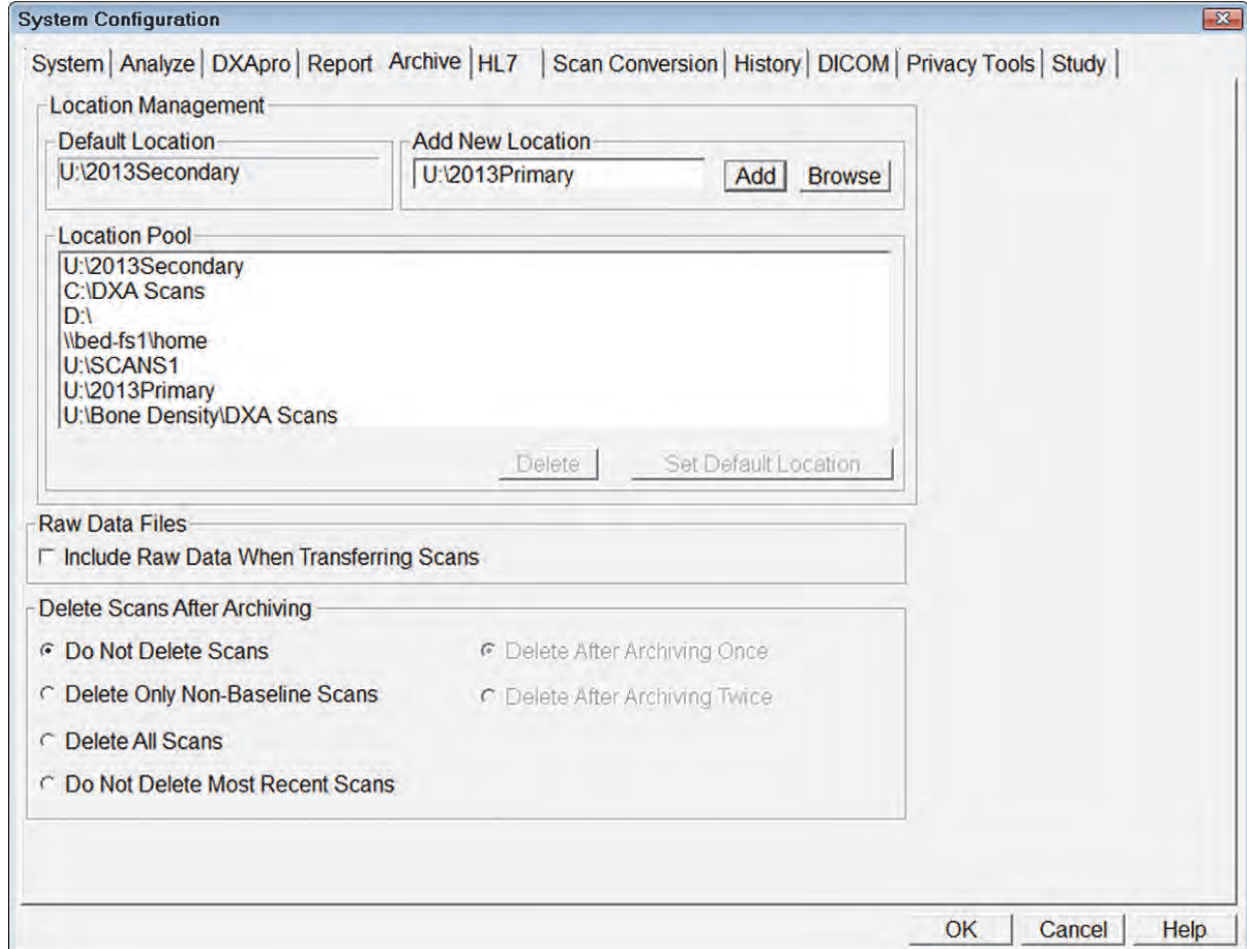 System Configuration
System Analyze DXApro Report Archive HL7 Scan Conversion History DICOM Privacy Tools Study
Location Management
Default Location
U:\2013Secondary
Add New Location
U:\2013Primary
Add Browse
Location Pool
U:\2013Secondary
C:\DXA Scans
D:\
\\bed-fs1\home
U:\SCANS1
U:\2013Primary
U:\Bone Density\DXA Scans
Delete Set Default Location
Raw Data Files
Include Raw Data When Transferring Scans
Delete Scans After Archiving
Do Not Delete Scans
Delete Only Non-Baseline Scans
Delete All Scans
Do Not Delete Most Recent Scans
Delete After Archiving Once
Delete After Archiving Twice
OK Cancel Help